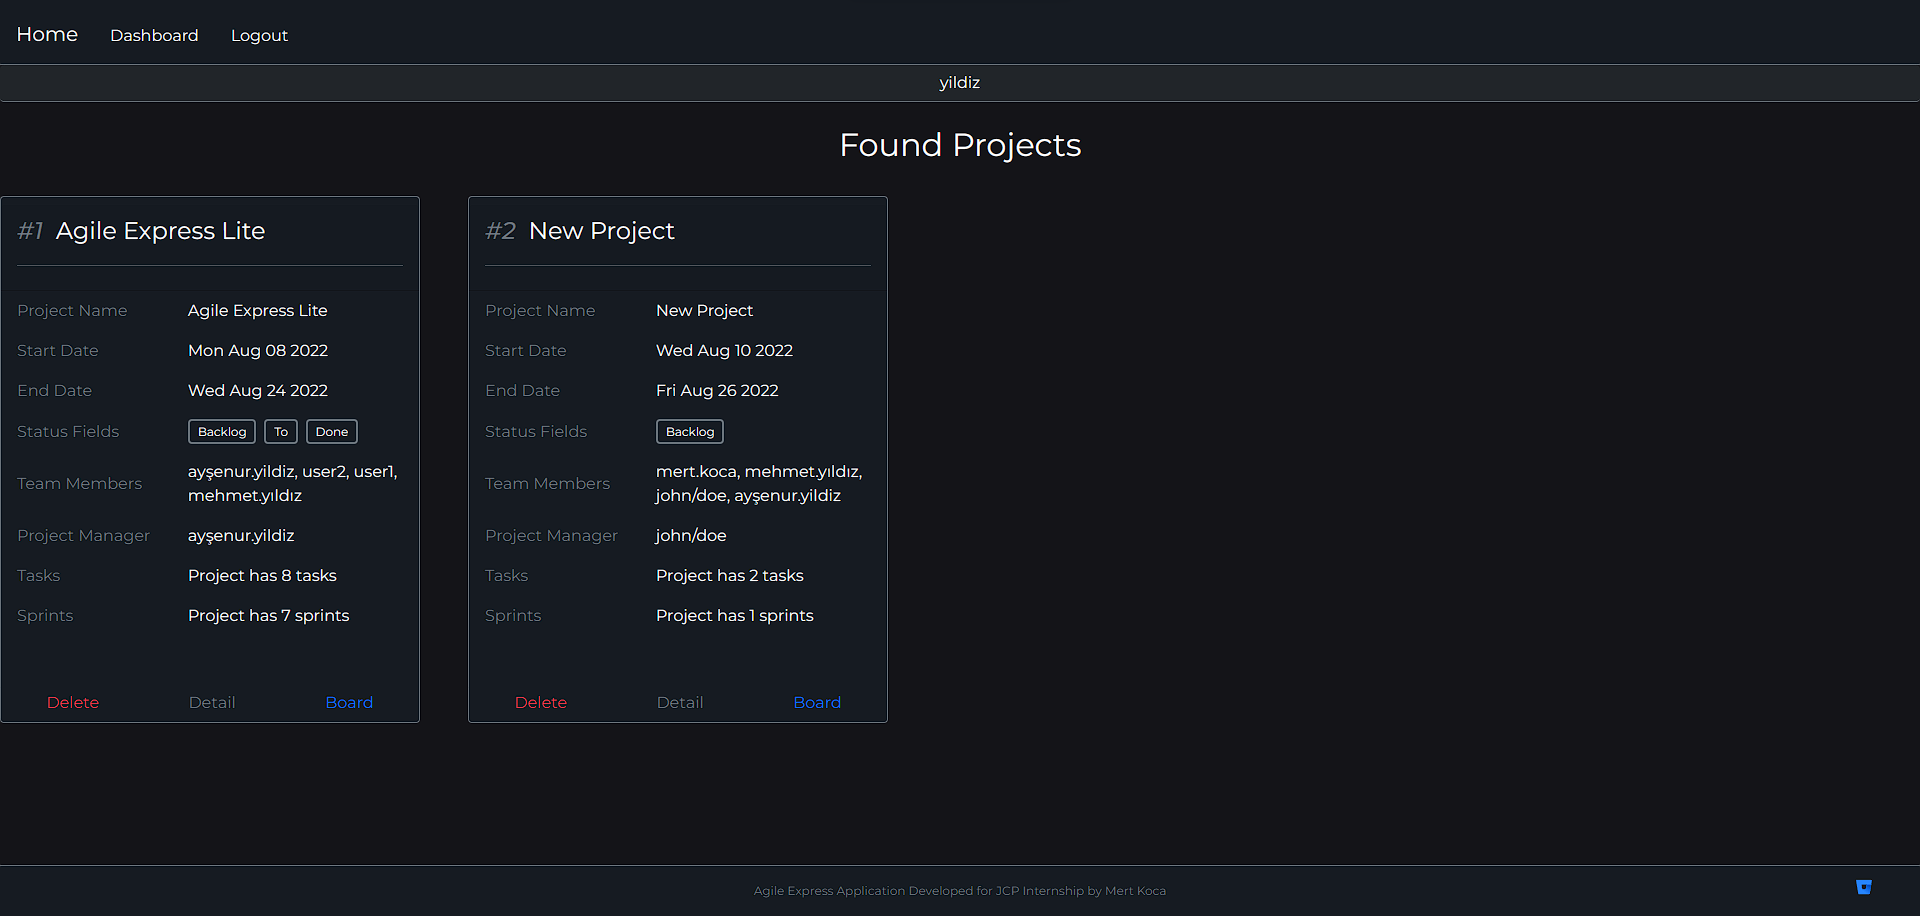 Home Dashboard Logout
yildiz
Found Projects
#1 Agile Express Lite
Project Name Agile Express Lite
Start Date Mon Aug 08 2022
End Date Wed Aug 24 2022
Status Fields Backlog To Done
Team Members ayşenur.yildiz, user2, user1,
mehmet.yıldız
Project Manager ayşenur.yildiz
Tasks Project has 8 tasks
Sprints Project has 7 sprints
Delete Detail Board
#2 New Project
Project Name New Project
Start Date Wed Aug 10 2022
End Date Fri Aug 26 2022
Status Fields Backlog
Team Members mert.koca, mehmet.yıldız,
john/doe, ayşenur.yildiz
Project Manager john/doe
Tasks Project has 2 tasks
Sprints Project has 1 sprints
Delete Detail Board
Agile Express Application Developed for JCP Internship by Mert Koca